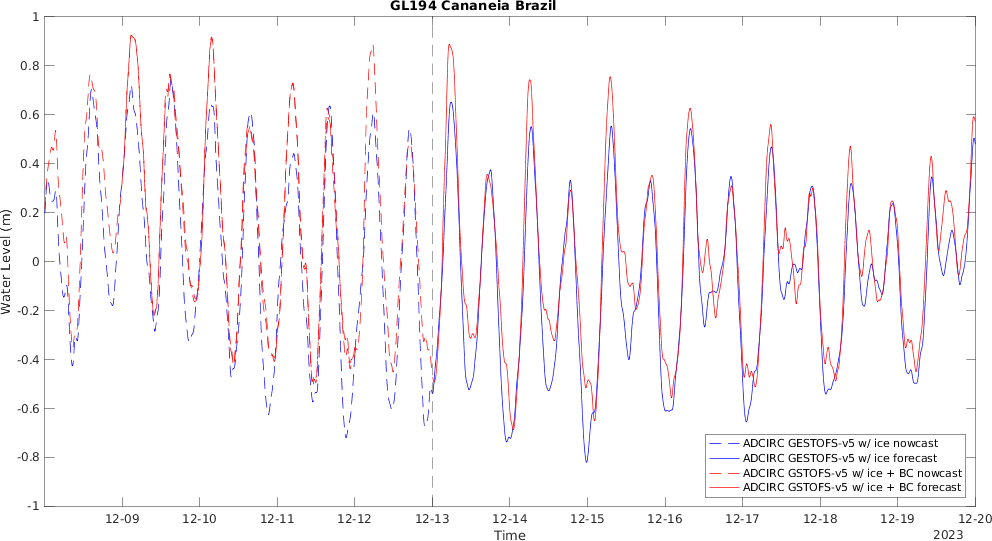 GL194 Cananeia Brazil
1
0.8
0.6
0.4
0.2
0
-0.2
-0.4
-0.6
-0.8
-1
Water Level (m)
ADCIRC GESTOFS-v5 w/ ice nowcast
ADCIRC GESTOFS-v5 w/ ice forecast
ADCIRC GSTOFS-v5 w/ ice + BC nowcast
ADCIRC GSTOFS-v5 w/ ice + BC forecast
12-09 12-10 12-11 12-12 12-13 12-14 12-15 12-16 12-17 12-18 12-19 12-20
Time
2023